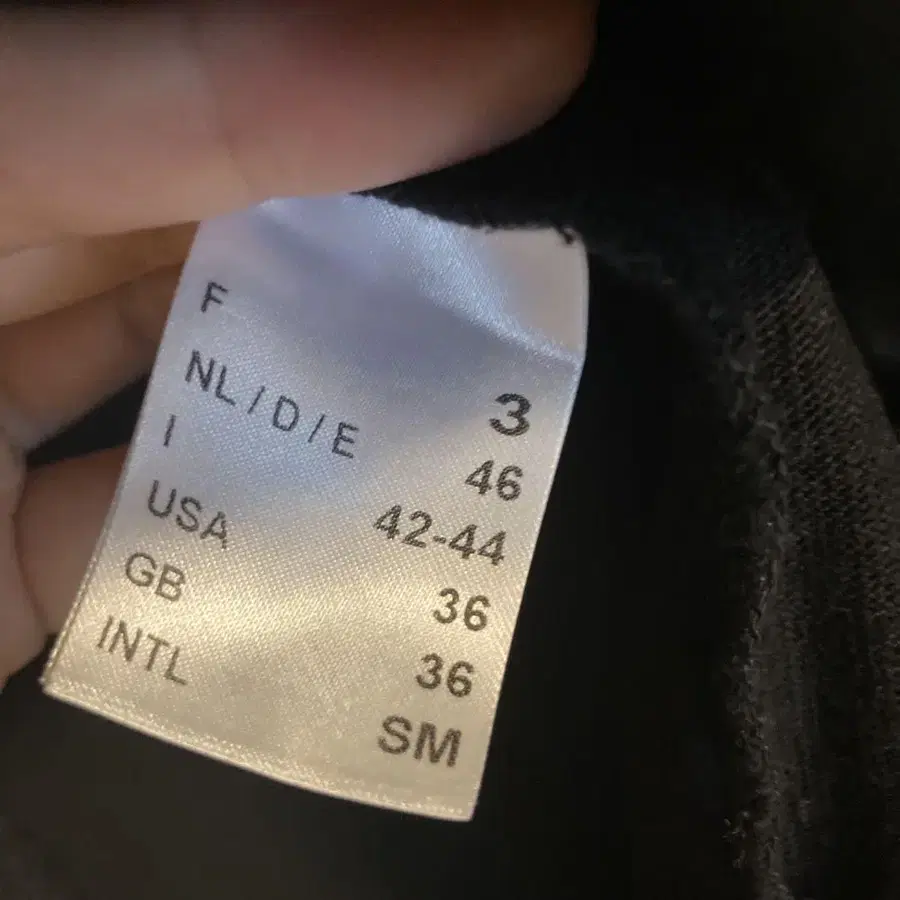 F 3
NL/D/E 46
I 42-44
USA 36
GB 36
INTL SM